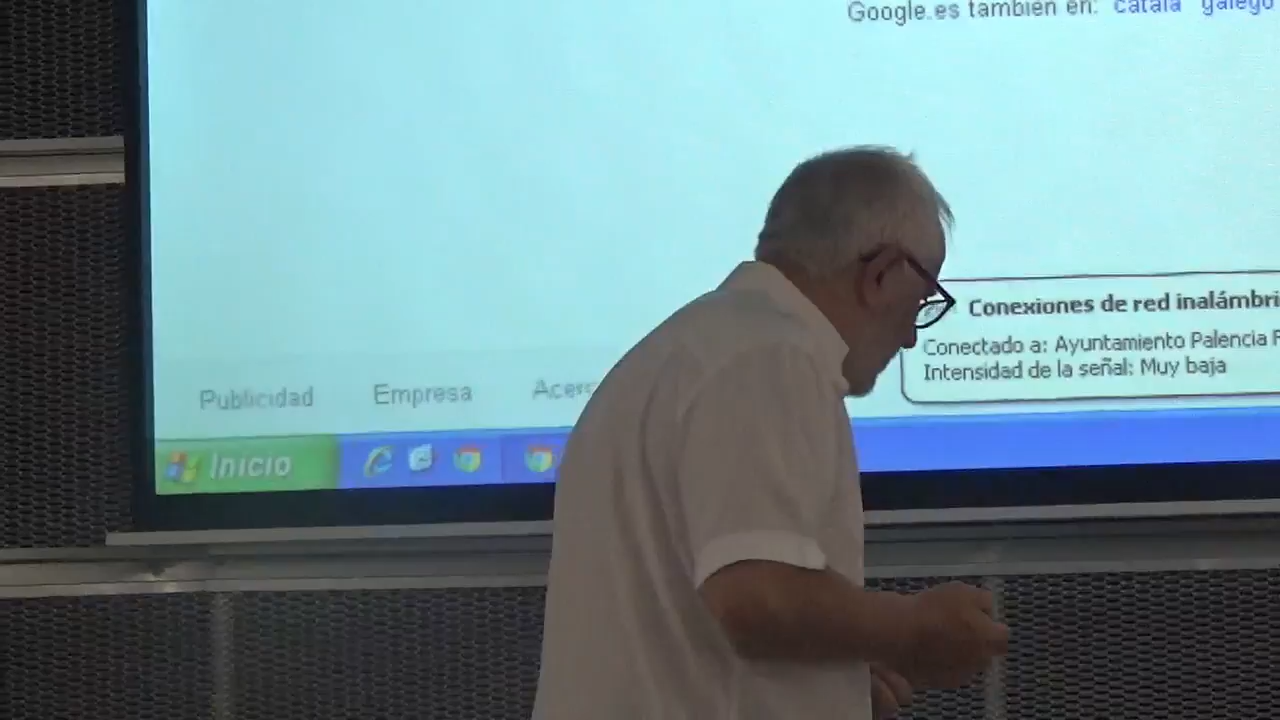 Google.es también en: català galego
Conexiones de red inalámbri
Conectado a: Ayuntamiento Palencia F
Intensidad de la señal: Muy baja
Publicidad Empresa Acer
Inicio